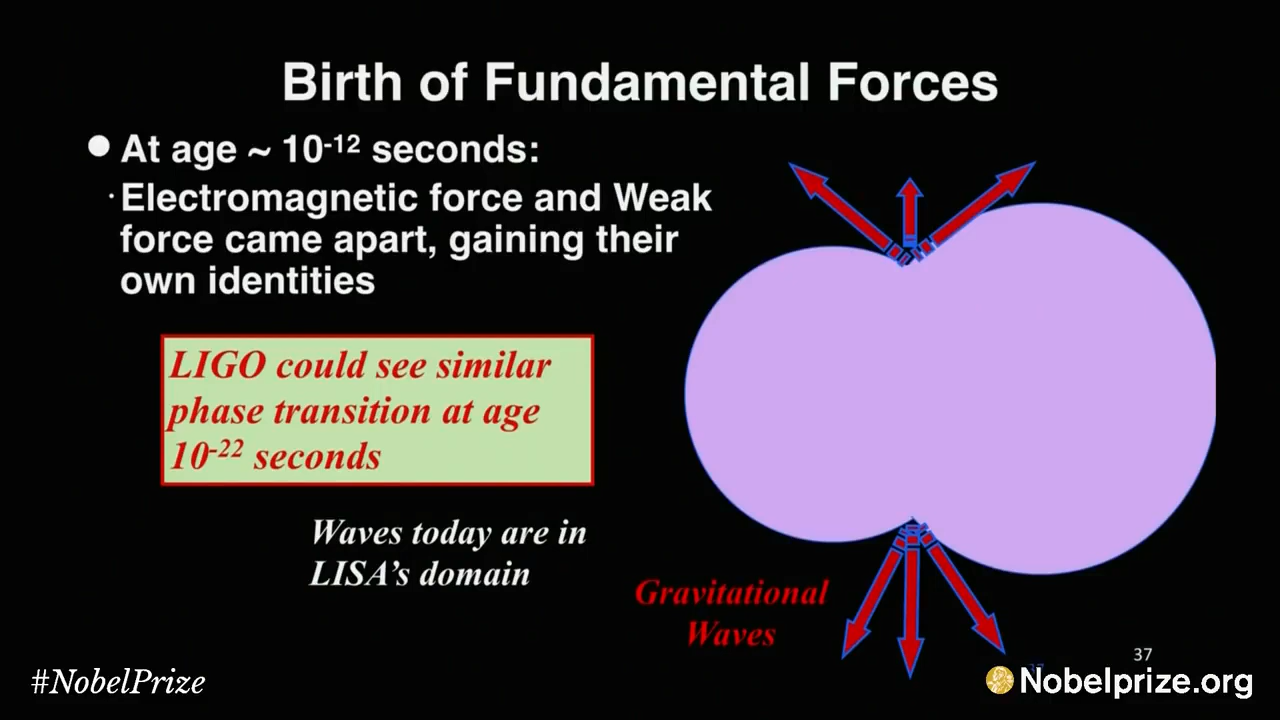 Birth of Fundamental Forces
● At age ~ 10⁻¹² seconds:
· Electromagnetic force and Weak
force came apart, gaining their
own identities
LIGO could see similar
phase transition at age
10⁻²² seconds
Waves today are in
LISA’s domain
Gravitational
Waves
37
37
#NobelPrize
Nobelprize.org